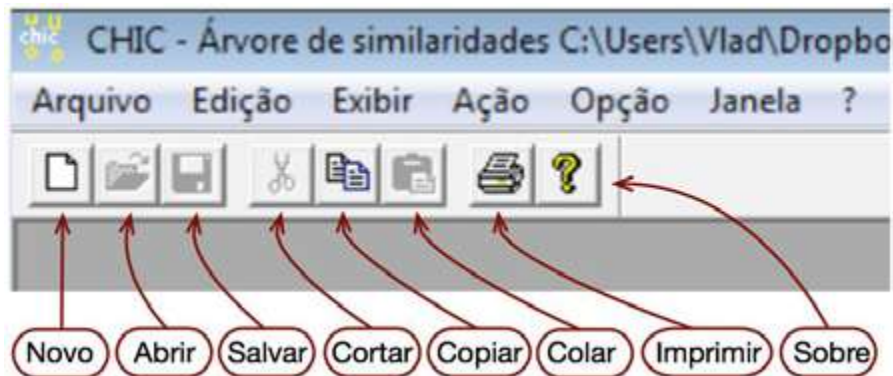 chic CHIC - Árvore de similaridades C:\Users\Vlad\Dropbo
Arquivo Edição Exibir Ação Opção Janela ?
Novo Abrir Salvar Cortar Copiar Colar Imprimir Sobre